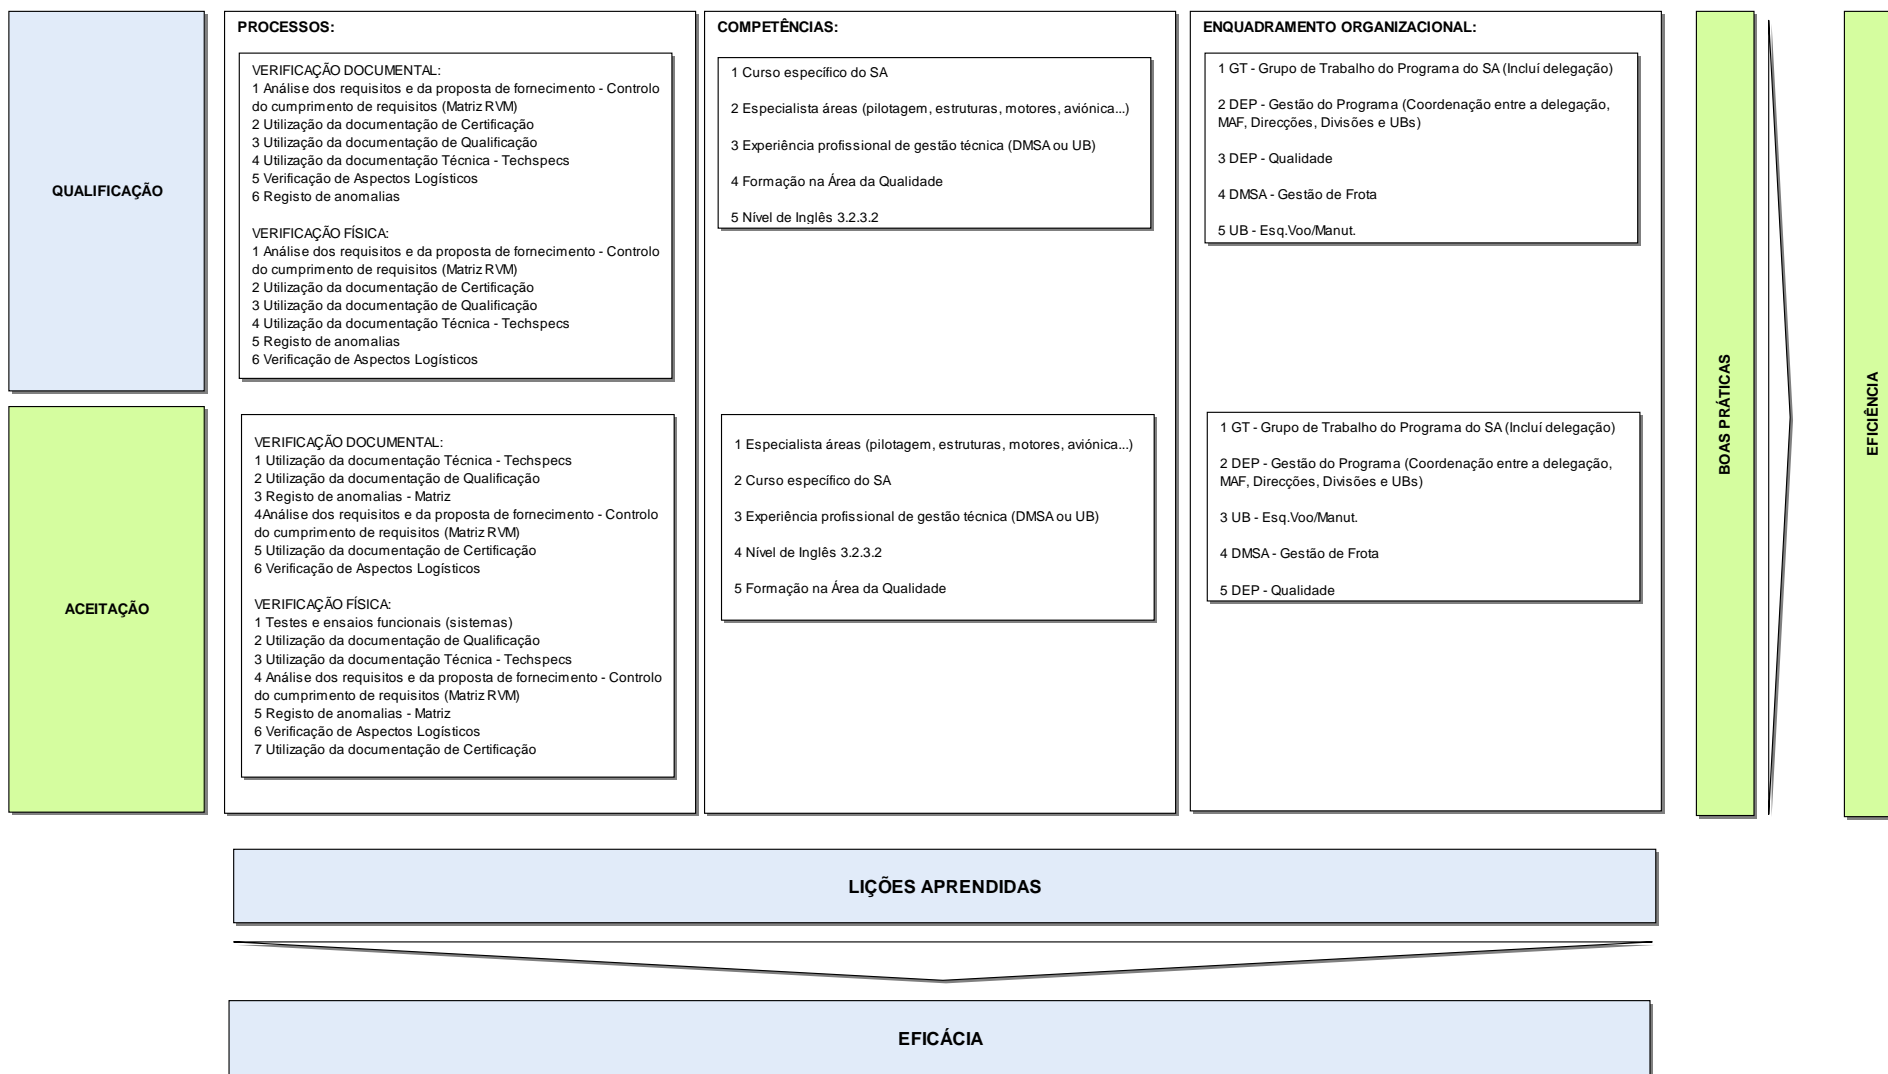 QUALIFICAÇÃO
PROCESSOS:
VERIFICAÇÃO DOCUMENTAL:
1 Análise dos requisitos e da proposta de fornecimento - Controlo
do cumprimento de requisitos (Matriz RVM)
2 Utilização da documentação de Certificação
3 Utilização da documentação de Qualificação
4 Utilização da documentação Técnica - Techspecs
5 Verificação de Aspectos Logísticos
6 Registo de anomalias
VERIFICAÇÃO FÍSICA:
1 Análise dos requisitos e da proposta de fornecimento - Controlo
do cumprimento de requisitos (Matriz RVM)
2 Utilização da documentação de Certificação
3 Utilização da documentação de Qualificação
4 Utilização da documentação Técnica - Techspecs
5 Registo de anomalias
6 Verificação de Aspectos Logísticos
COMPETÊNCIAS:
1 Curso específico do SA
2 Especialista áreas (pilotagem, estruturas, motores, aviónica...)
3 Experiência profissional de gestão técnica (DMSA ou UB)
4 Formação na Área da Qualidade
5 Nível de Inglês 3.2.3.2
ENQUADRAMENTO ORGANIZACIONAL:
1 GT - Grupo de Trabalho do Programa do SA (Incluí delegação)
2 DEP - Gestão do Programa (Coordenação entre a delegação,
MAF, Direcções, Divisões e UBs)
3 DEP - Qualidade
4 DMSA - Gestão de Frota
5 UB - Esq.Voo/Manut.
ACEITAÇÃO
VERIFICAÇÃO DOCUMENTAL:
1 Utilização da documentação Técnica - Techspecs
2 Utilização da documentação de Qualificação
3 Registo de anomalias - Matriz
4Análise dos requisitos e da proposta de fornecimento - Controlo
do cumprimento de requisitos (Matriz RVM)
5 Utilização da documentação de Certificação
6 Verificação de Aspectos Logísticos
VERIFICAÇÃO FÍSICA:
1 Testes e ensaios funcionais (sistemas)
2 Utilização da documentação de Qualificação
3 Utilização da documentação Técnica - Techspecs
4 Análise dos requisitos e da proposta de fornecimento - Controlo
do cumprimento de requisitos (Matriz RVM)
5 Registo de anomalias - Matriz
6 Verificação de Aspectos Logísticos
7 Utilização da documentação de Certificação
1 Especialista áreas (pilotagem, estruturas, motores, aviónica...)
2 Curso específico do SA
3 Experiência profissional de gestão técnica (DMSA ou UB)
4 Nível de Inglês 3.2.3.2
5 Formação na Área da Qualidade
1 GT - Grupo de Trabalho do Programa do SA (Incluí delegação)
2 DEP - Gestão do Programa (Coordenação entre a delegação,
MAF, Direcções, Divisões e UBs)
3 UB - Esq.Voo/Manut.
4 DMSA - Gestão de Frota
5 DEP - Qualidade
BOAS PRÁTICAS
EFICIÊNCIA
LIÇÕES APRENDIDAS
EFICÁCIA